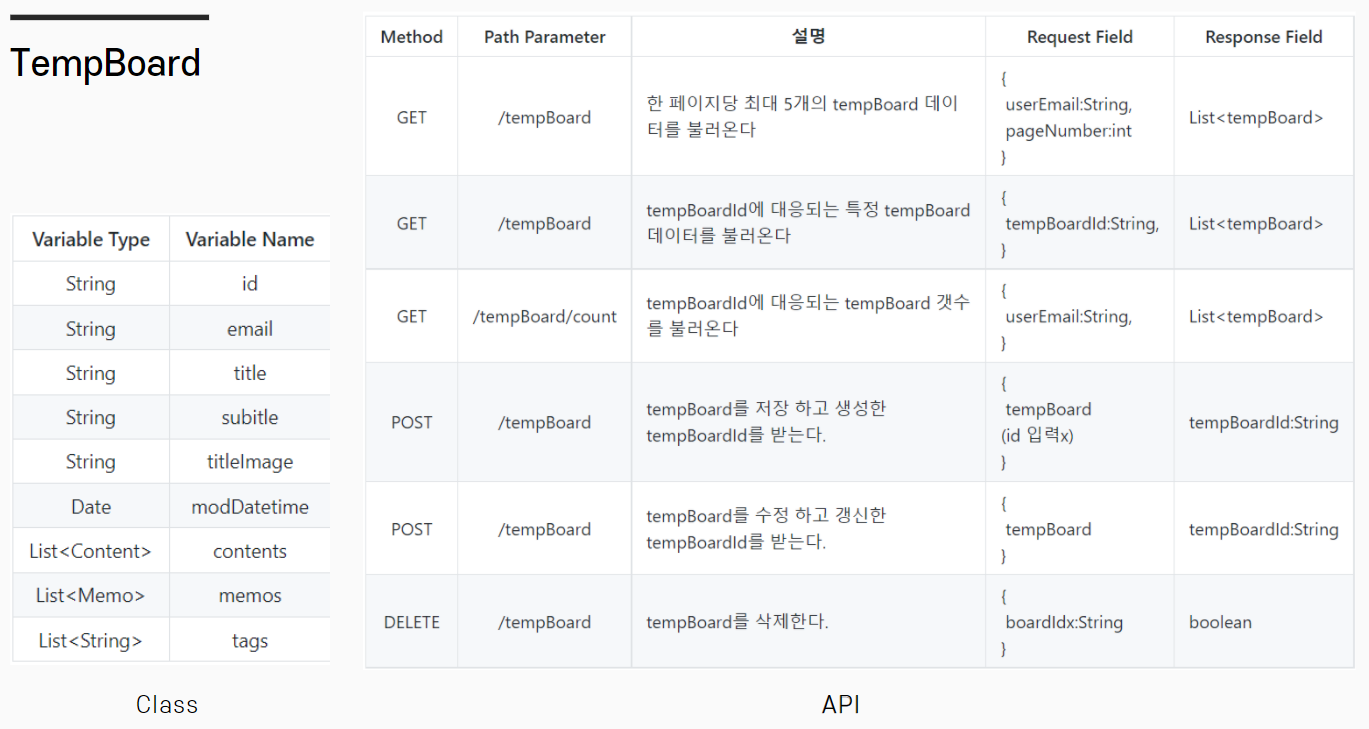 TempBoard
Variable Type Variable Name
String id
String email
String title
String subitle
String titleImage
Date modDatetime
List<Content> contents
List<Memo> memos
List<String> tags
Class
Method Path Parameter 설명 Request Field Response Field
GET /tempBoard 한 페이지당 최대 5개의 tempBoard 데이
터를 불러온다
{
userEmail:String,
pageNumber:int
}
List<tempBoard>
GET /tempBoard tempBoardId에 대응되는 특정 tempBoard
데이터를 불러온다
{
tempBoardId:String,
}
List<tempBoard>
GET /tempBoard/count tempBoardId에 대응되는 tempBoard 갯수
를 불러온다
{
userEmail:String,
}
List<tempBoard>
POST /tempBoard tempBoard를 저장 하고 생성한
tempBoardId를 받는다.
{
tempBoard
(id 입력x)
}
tempBoardId:String
POST /tempBoard tempBoard를 수정 하고 갱신한
tempBoardId를 받는다.
{
tempBoard
}
tempBoardId:String
DELETE /tempBoard tempBoard를 삭제한다.
{
boardIdx:String
}
boolean
API